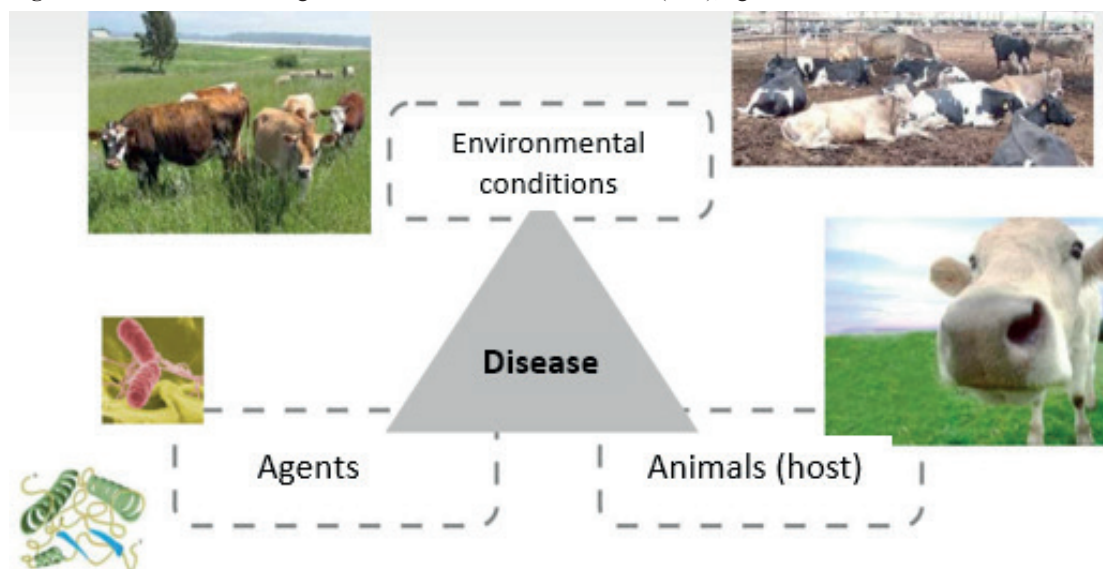 Environmental
conditions
Disease
Agents
Animals (host)